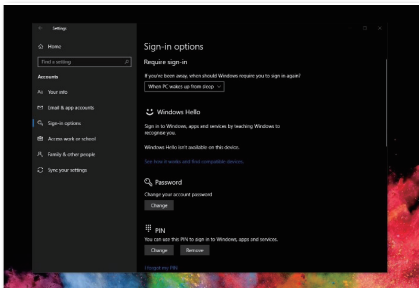 Settings
Home
Find a setting
Accounts
Your info
Email & app accounts
Sign-in options
Access work or school
Family & other people
Sync your settings
Sign-in options
Require sign-in
If you've been away, when should Windows require you to sign in again?
When PC wakes up from sleep
Windows Hello
Sign in to Windows, apps and services by teaching Windows to
recognise you.
Windows Hello isn't available on this device.
See how it works and find compatible devices.
Password
Change your account password
Change
PIN
You can use this PIN to sign in to Windows, apps and services.
Change Remove
I forgot my PIN